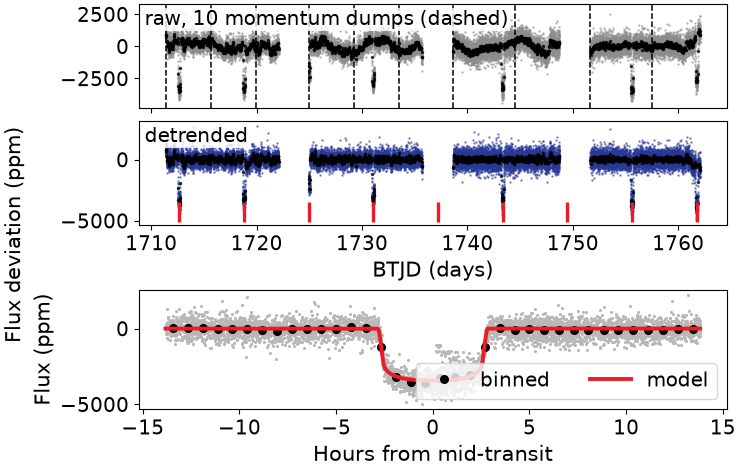 raw, 10 momentum dumps (dashed)
2500
0
−2500
detrended
0
−5000
1710 1720 1730 1740 1750 1760
BTJD (days)
Flux deviation (ppm)
0
−5000
Flux (ppm)
binned model
−15 −10 −5 0 5 10 15
Hours from mid-transit